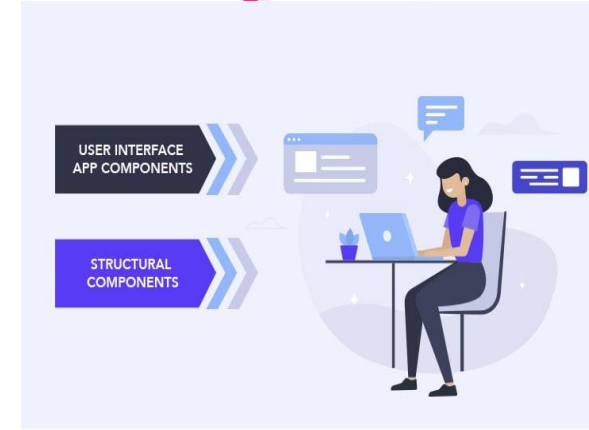 USER INTERFACE
APP COMPONENTS
STRUCTURAL
COMPONENTS